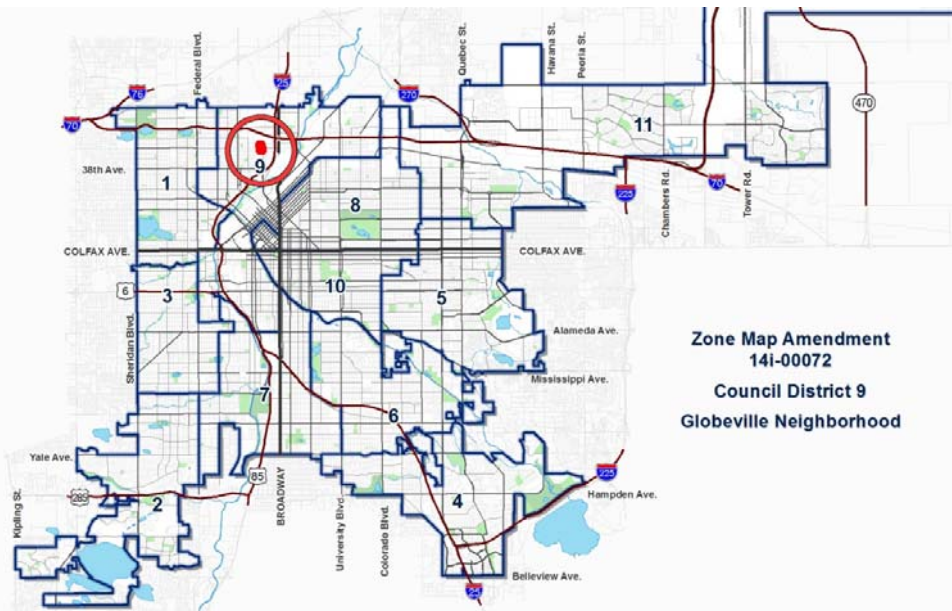 Federal Blvd.
25
Quebec St.
Havana St.
Peoria St.
76
270
70
470
11
38th Ave.
9
1
8
225
Chambers Rd.
70
Tower Rd.
COLFAX AVE.
COLFAX AVE.
10
6
3
5
Sheridan Blvd.
Alameda Ave.
Zone Map Amendment
14i-00072
Council District 9
Globeville Neighborhood
Mississippi Ave.
7
6
Yale Ave.
85
225
285
Hampden Ave.
Kipling St.
2
BROADWAY
University Blvd.
Colorado Blvd.
4
Belleview Ave.
25